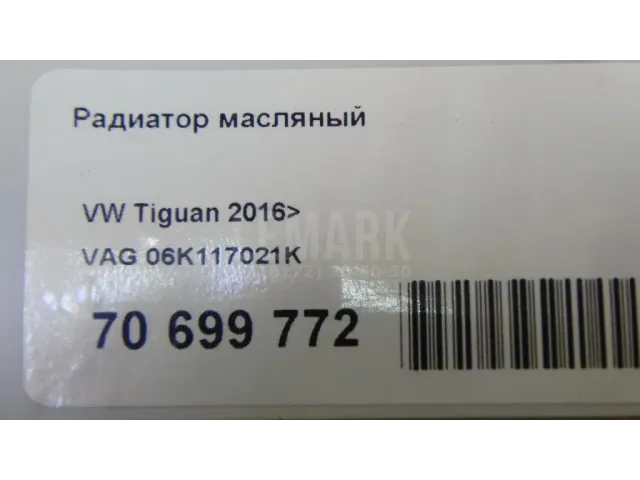 Радиатор масляный
VW Tiguan 2016>
VAG 06K117021K
70 699 772